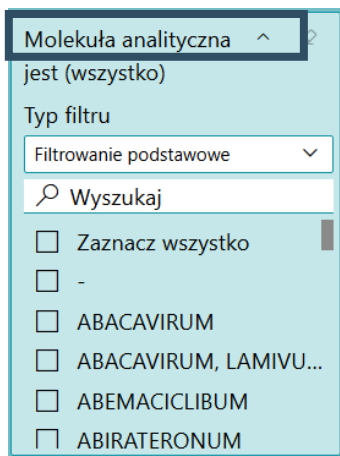 Molekuła analityczna
jest (wszystko)
Typ filtru
Filtrowanie podstawowe
Wyszukaj
Zaznacz wszystko
-
ABACAVIRUM
ABACAVIRUM, LAMIVU...
ABEMACICLIBUM
ABIRATERONUM